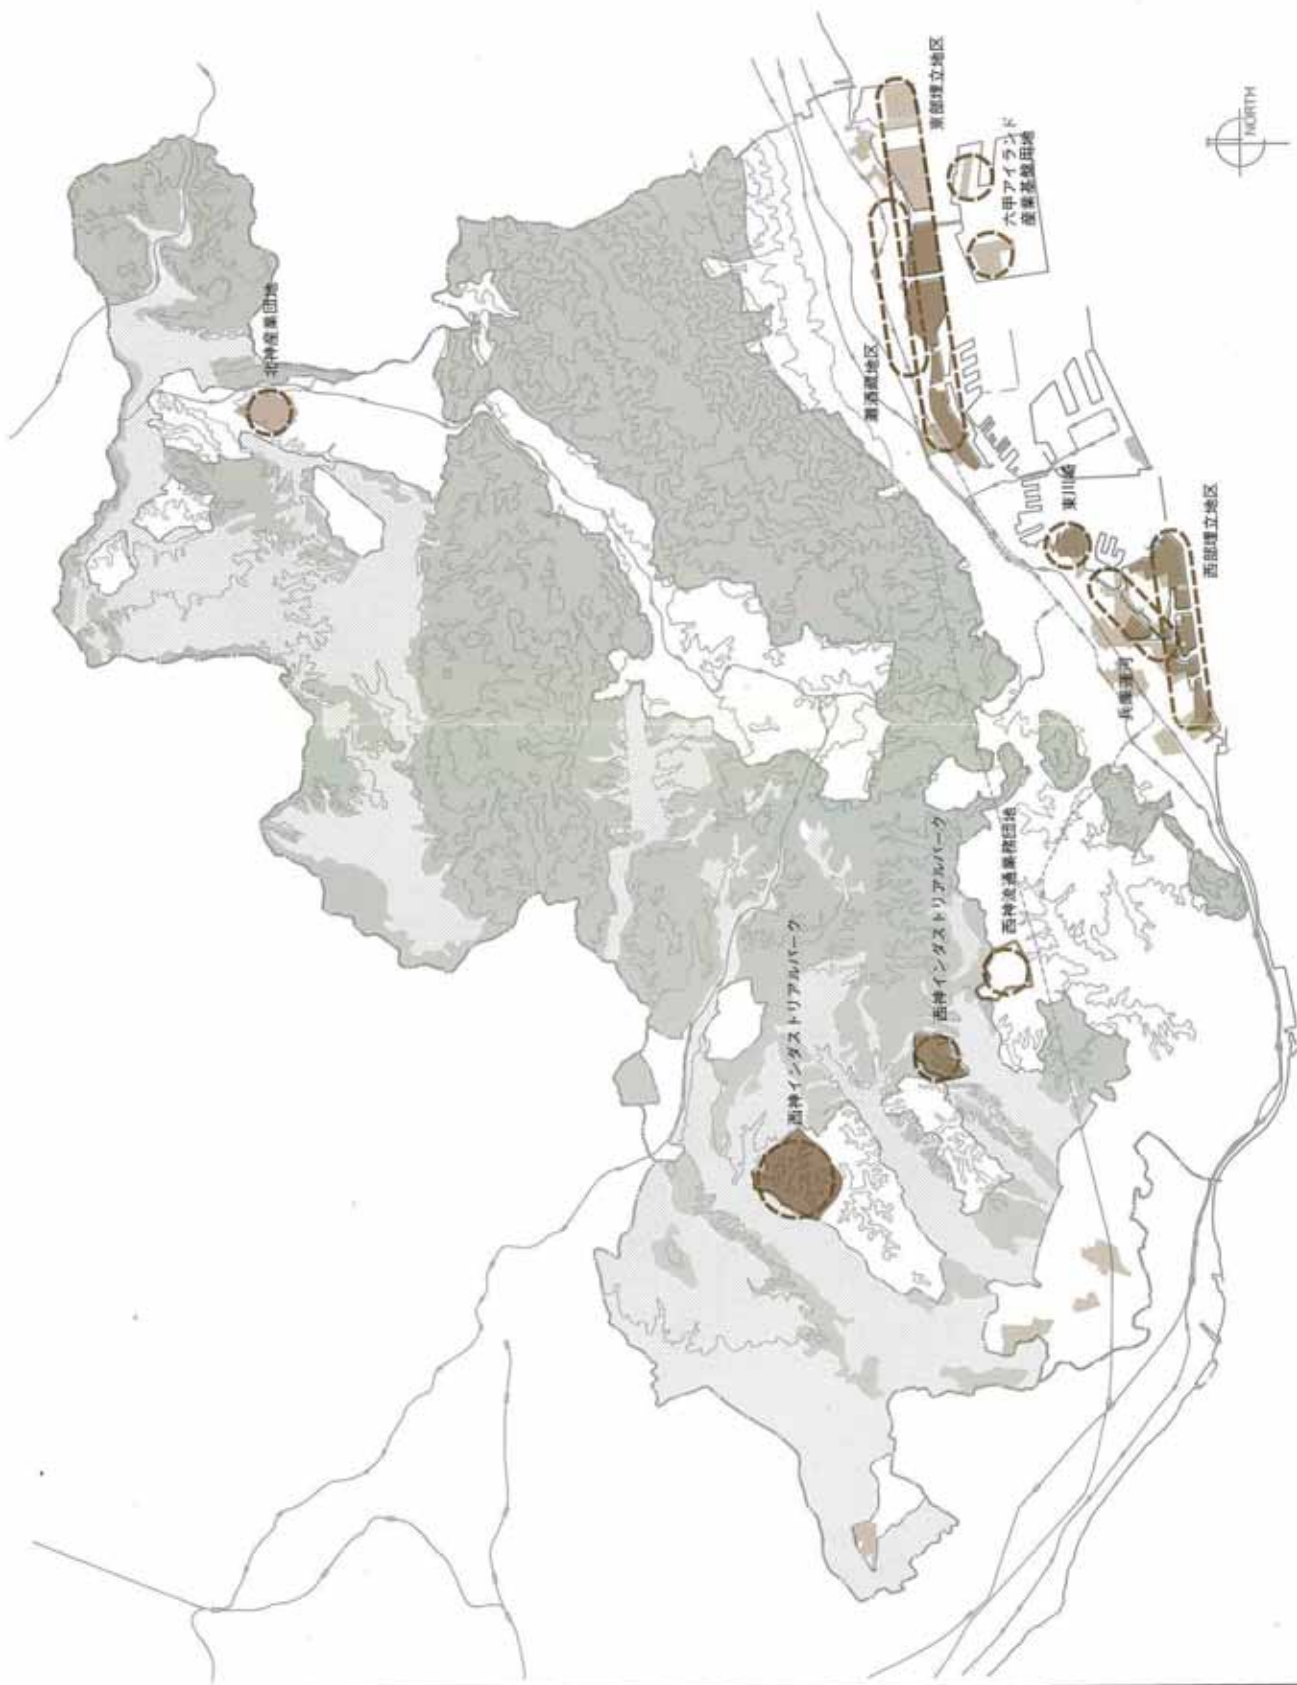 北神産業団地
東部埋立地区
六甲アイランド
産業基盤用地
灘酒蔵地区
東川崎
西部埋立地区
兵庫運河
西神流通業務団地
西神インダストリアルパーク
西神インダストリアルパーク
NORTH